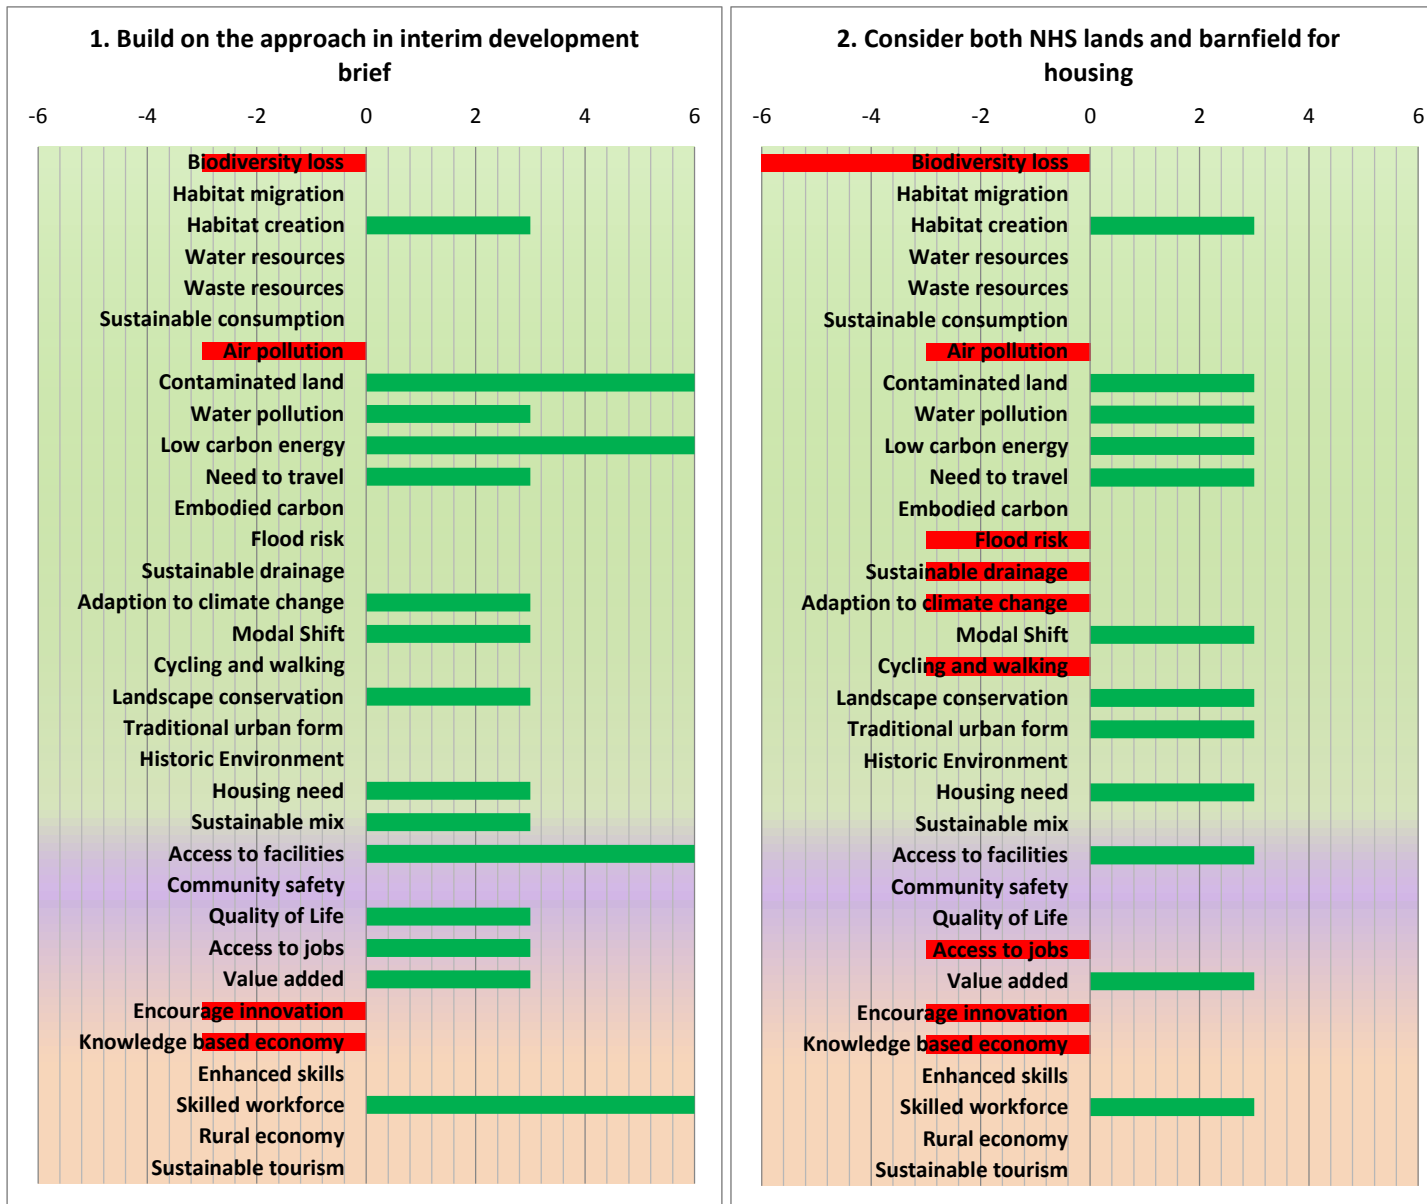 1. Build on the approach in interim development
brief
-6 -4 -2 0 2 4 6
Biodiversity loss
Habitat migration
Habitat creation
Water resources
Waste resources
Sustainable consumption
Air pollution
Contaminated land
Water pollution
Low carbon energy
Need to travel
Embodied carbon
Flood risk
Sustainable drainage
Adaption to climate change
Modal Shift
Cycling and walking
Landscape conservation
Traditional urban form
Historic Environment
Housing need
Sustainable mix
Access to facilities
Community safety
Quality of Life
Access to jobs
Value added
Encourage innovation
Knowledge based economy
Enhanced skills
Skilled workforce
Rural economy
Sustainable tourism
2. Consider both NHS lands and barnfield for
housing
-6 -4 -2 0 2 4 6
Biodiversity loss
Habitat migration
Habitat creation
Water resources
Waste resources
Sustainable consumption
Air pollution
Contaminated land
Water pollution
Low carbon energy
Need to travel
Embodied carbon
Flood risk
Sustainable drainage
Adaption to climate change
Modal Shift
Cycling and walking
Landscape conservation
Traditional urban form
Historic Environment
Housing need
Sustainable mix
Access to facilities
Community safety
Quality of Life
Access to jobs
Value added
Encourage innovation
Knowledge based economy
Enhanced skills
Skilled workforce
Rural economy
Sustainable tourism